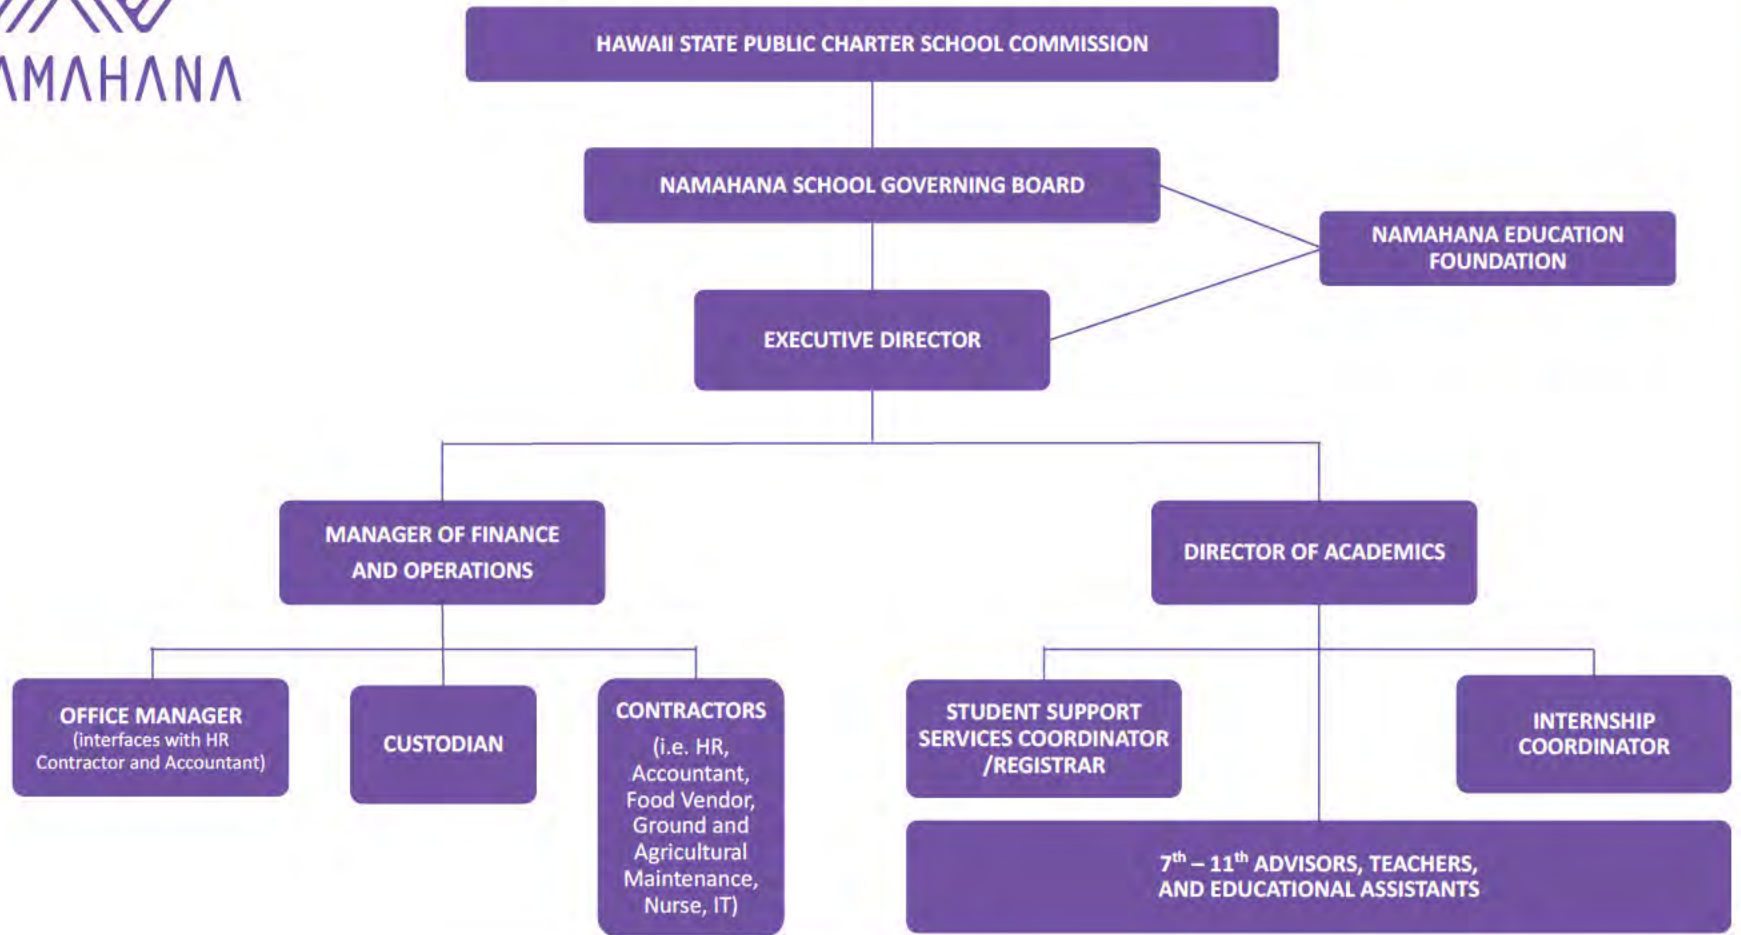 ΛMΛHΛNΛ
HAWAII STATE PUBLIC CHARTER SCHOOL COMMISSION
NAMAHANA SCHOOL GOVERNING BOARD
NAMAHANA EDUCATION
FOUNDATION
EXECUTIVE DIRECTOR
MANAGER OF FINANCE
AND OPERATIONS
DIRECTOR OF ACADEMICS
OFFICE MANAGER
(interfaces with HR
Contractor and Accountant)
CUSTODIAN
CONTRACTORS
(i.e. HR,
Accountant,
Food Vendor,
Ground and
Agricultural
Maintenance,
Nurse, IT)
STUDENT SUPPORT
SERVICES COORDINATOR
/REGISTRAR
INTERNSHIP
COORDINATOR
7th – 11th ADVISORS, TEACHERS,
AND EDUCATIONAL ASSISTANTS